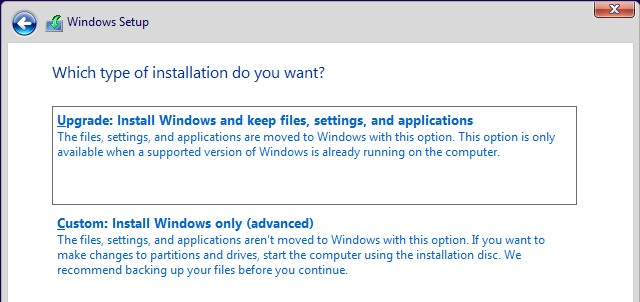 Windows Setup
Which type of installation do you want?
Upgrade: Install Windows and keep files, settings, and applications
The files, settings, and applications are moved to Windows with this option. This option is only
available when a supported version of Windows is already running on the computer.
Custom: Install Windows only (advanced)
The files, settings, and applications aren't moved to Windows with this option. If you want to
make changes to partitions and drives, start the computer using the installation disc. We
recommend backing up your files before you continue.